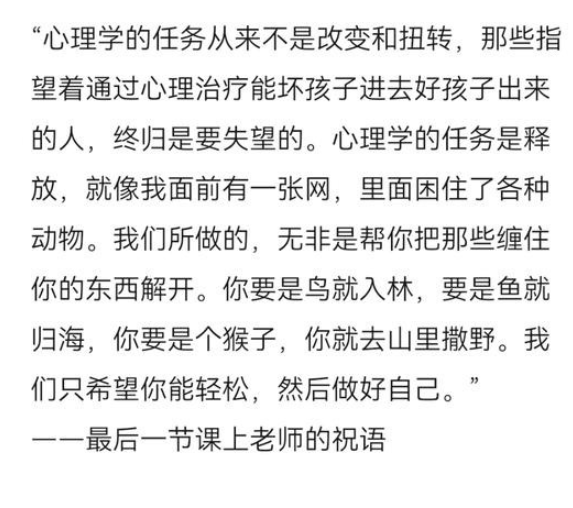 “心理学的任务从来不是改变和扭转，那些指
望着通过心理治疗能坏孩子进去好孩子出来
的人，终归是要失望的。心理学的任务是释
放，就像我面前有一张网，里面困住了各种
动物。我们所做的，无非是帮你把那些缠住
你的东西解开。你要是鸟就入林，要是鱼就
归海，你要是个猴子，你就去山里撒野。我
们只希望你能轻松，然后做好自己。”
——最后一节课上老师的祝语